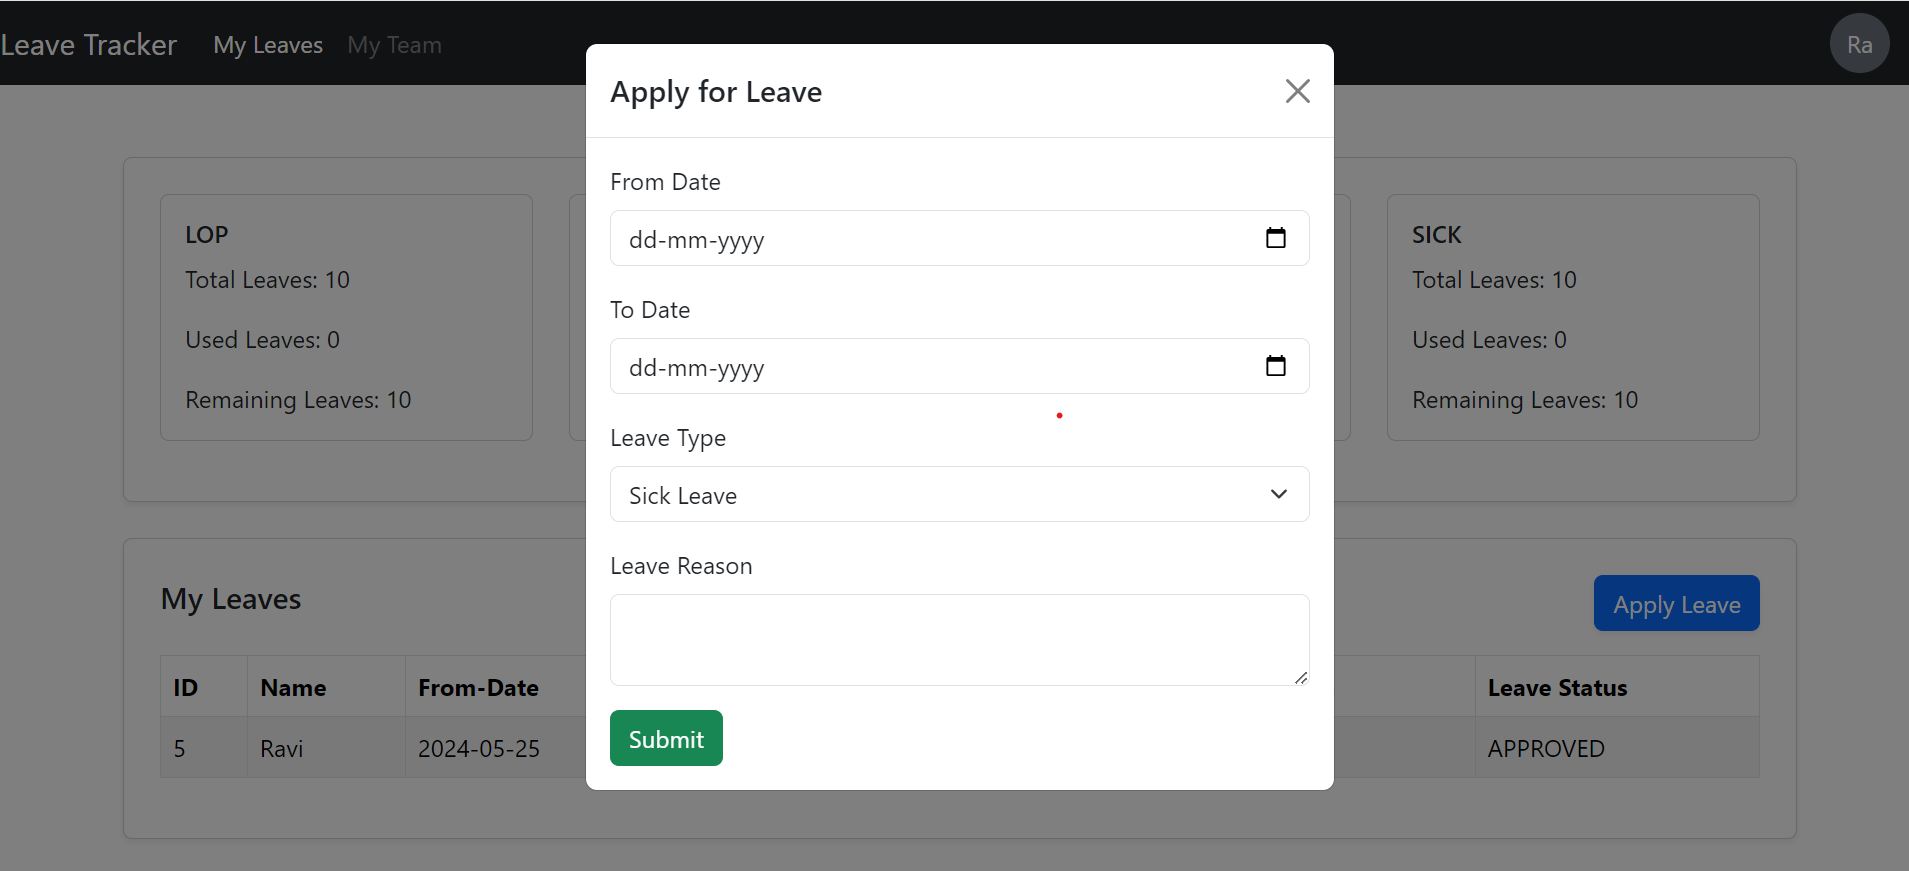 Leave Tracker My Leaves My Team Ra
Apply for Leave
From Date
dd-mm-yyyy
To Date
dd-mm-yyyy
Leave Type
Sick Leave
Leave Reason
Submit
LOP
Total Leaves: 10
Used Leaves: 0
Remaining Leaves: 10
SICK
Total Leaves: 10
Used Leaves: 0
Remaining Leaves: 10
My Leaves Apply Leave
ID Name From-Date Leave Status
5 Ravi 2024-05-25 APPROVED